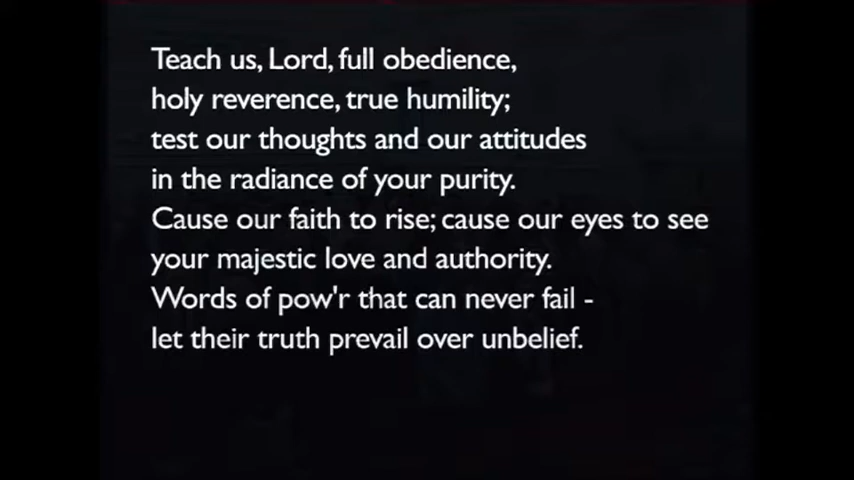 Teach us, Lord, full obedience,
holy reverence, true humility;
test our thoughts and our attitudes
in the radiance of your purity.
Cause our faith to rise; cause our eyes to see
your majestic love and authority.
Words of pow'r that can never fail -
let their truth prevail over unbelief.